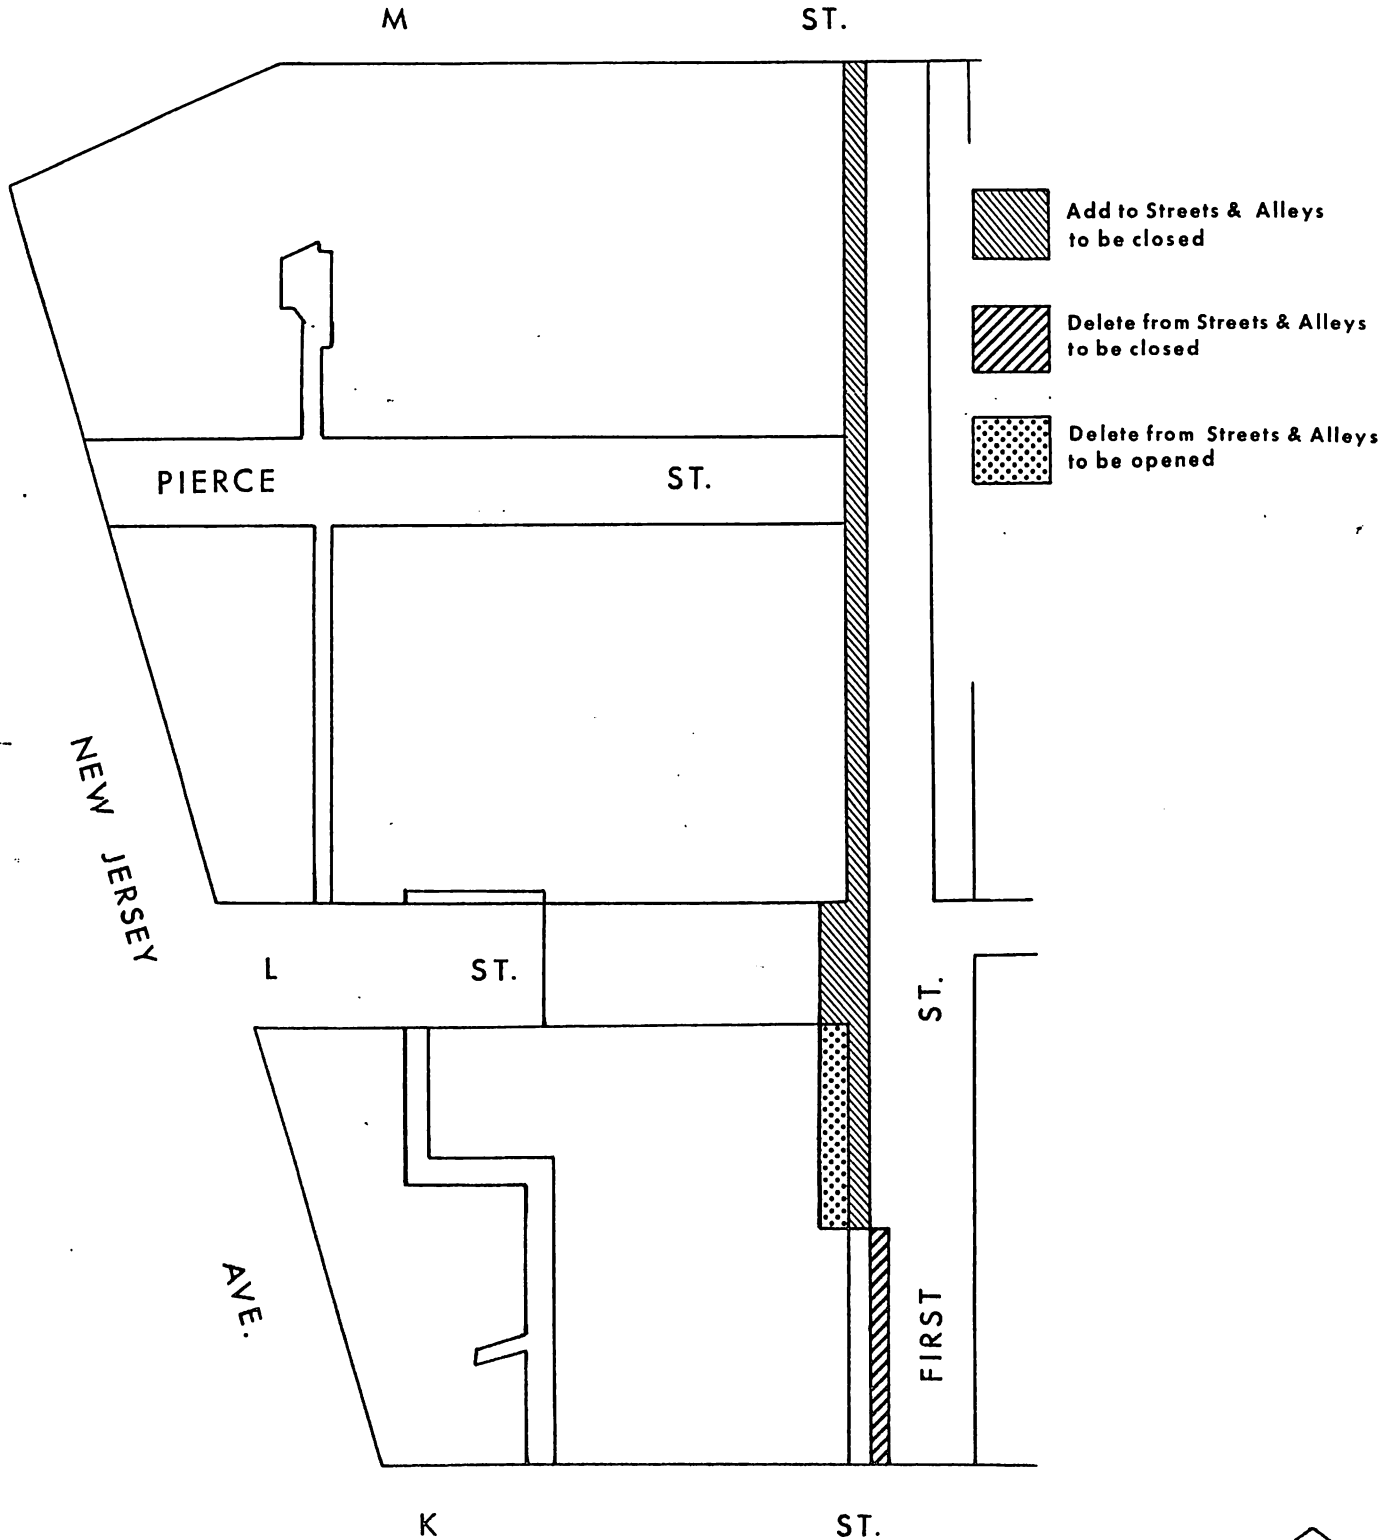 M ST.
Add to Streets & Alleys
to be closed
Delete from Streets & Alleys
to be closed
Delete from Streets & Alleys
to be opened
PIERCE ST.
NEW JERSEY AVE.
L ST.
FIRST ST.
K ST.